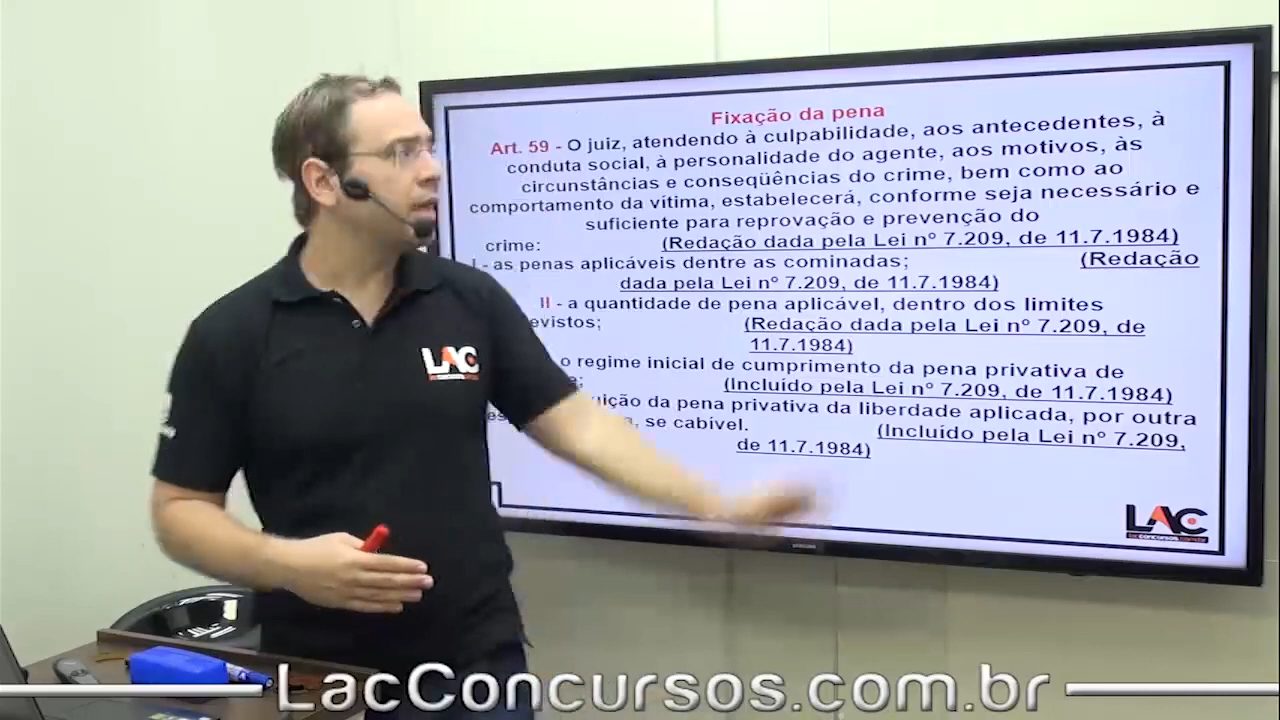 Fixação da pena
Art. 59 - O juiz, atendendo à culpabilidade, aos antecedentes, à
conduta social, à personalidade do agente, aos motivos, às
circunstâncias e conseqüências do crime, bem como ao
comportamento da vítima, estabelecerá, conforme seja necessário e
suficiente para reprovação e prevenção do
crime: (Redação dada pela Lei nº 7.209, de 11.7.1984)
I - as penas aplicáveis dentre as cominadas; (Redação
dada pela Lei nº 7.209, de 11.7.1984)
II - a quantidade de pena aplicável, dentro dos limites
evistos; (Redação dada pela Lei nº 7.209, de
11.7.1984)
o regime inicial de cumprimento da pena privativa de
(Incluído pela Lei nº 7.209, de 11.7.1984)
uição da pena privativa da liberdade aplicada, por outra
es , se cabível. (Incluído pela Lei nº 7.209,
de 11.7.1984)
LAC
LAC
lacconcursos.com.br
LacConcursos.com.br